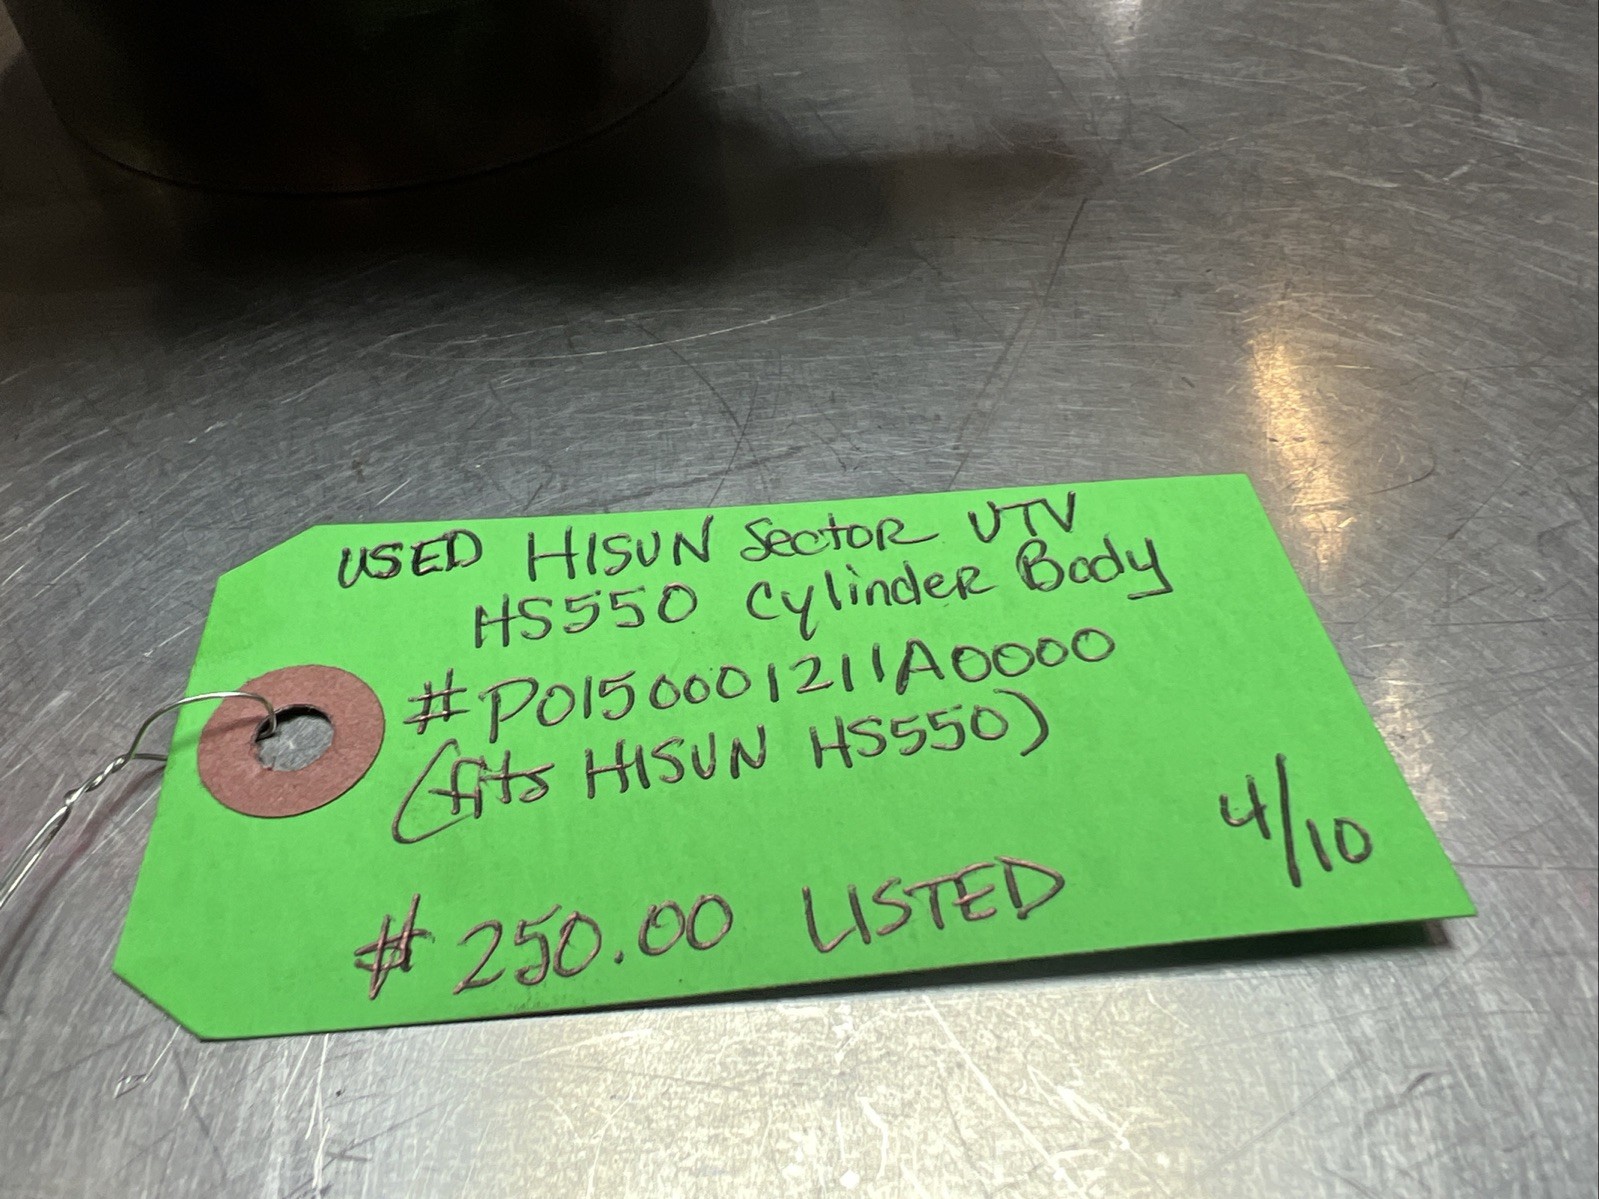 USED HISUN Sector UTV
HS550 Cylinder Body
#P0150001211A0000
(fits HISUN HS550)
4/10
$ 250.00 LISTED